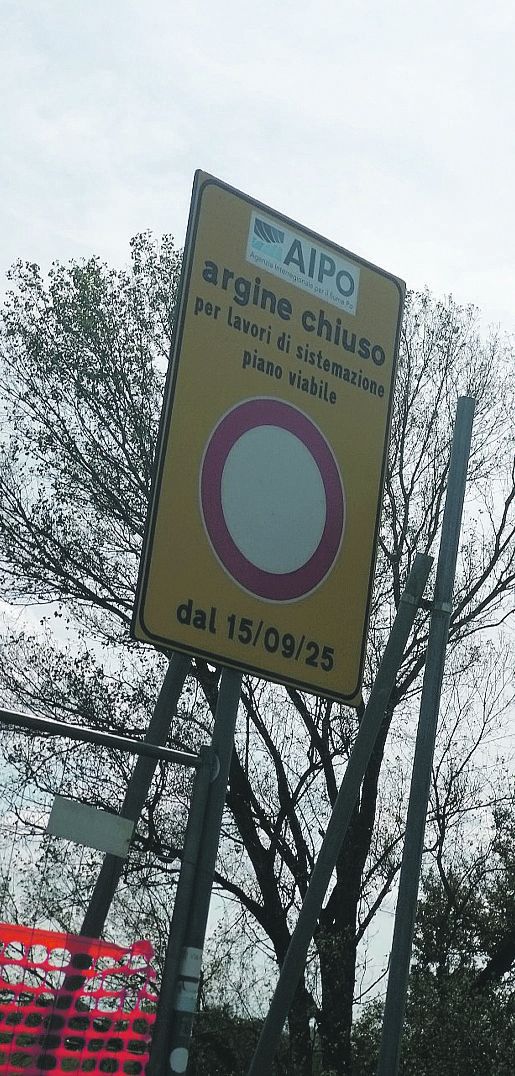 AIPO
Agenzia Interregionale per il fiume Po
argine chiuso
per lavori di sistemazione
piano viabile
dal 15/09/25